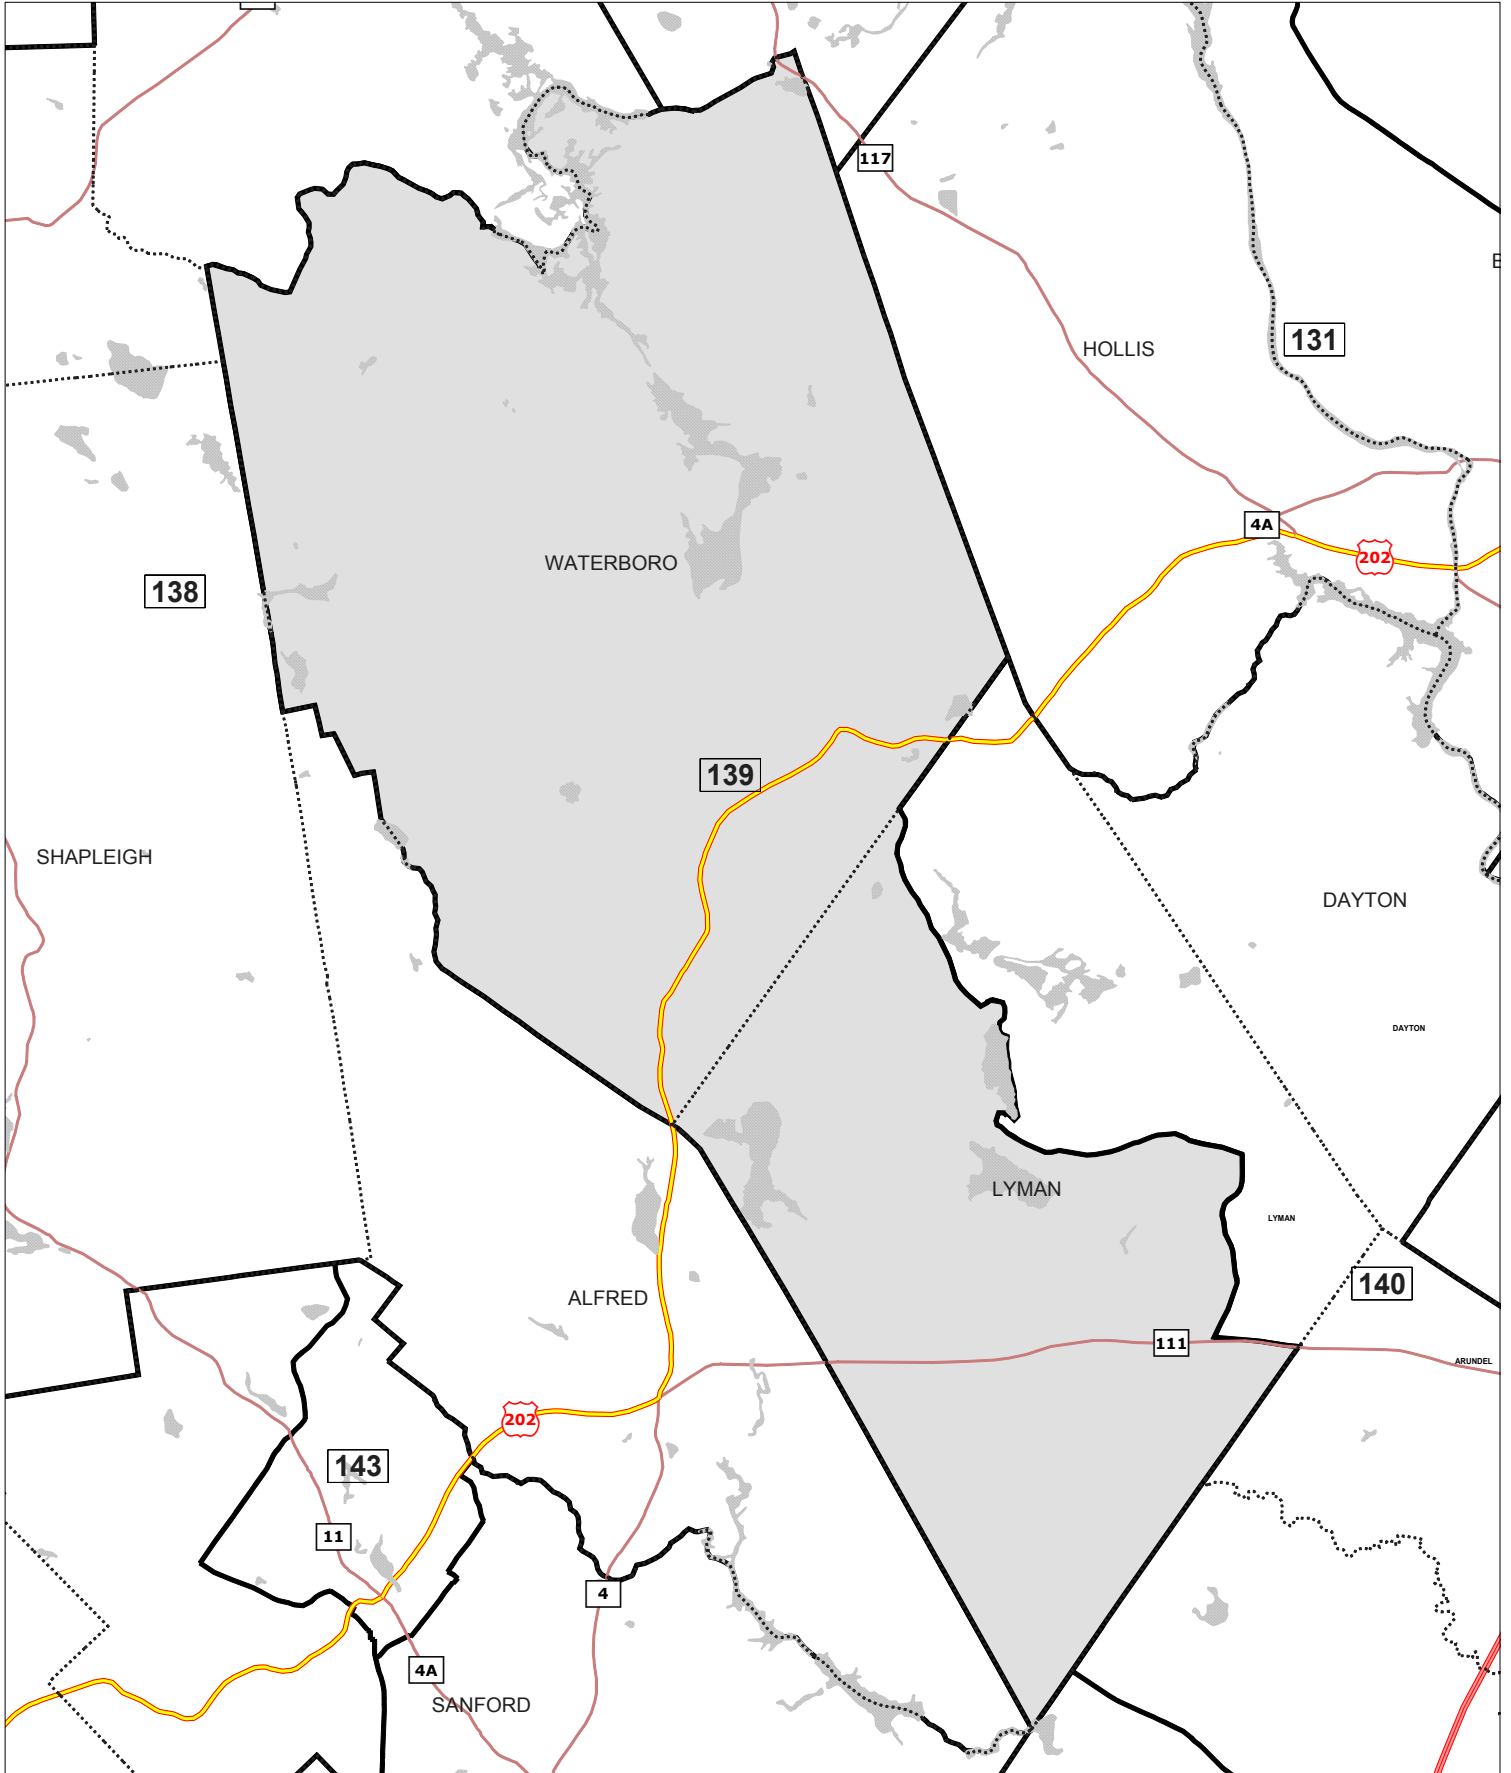 117
HOLLIS
131
4A
202
WATERBORO
138
139
SHAPLEIGH
DAYTON
DAYTON
LYMAN
LYMAN
140
ALFRED
111
ARUNDEL
202
143
11
4
4A
SANFORD